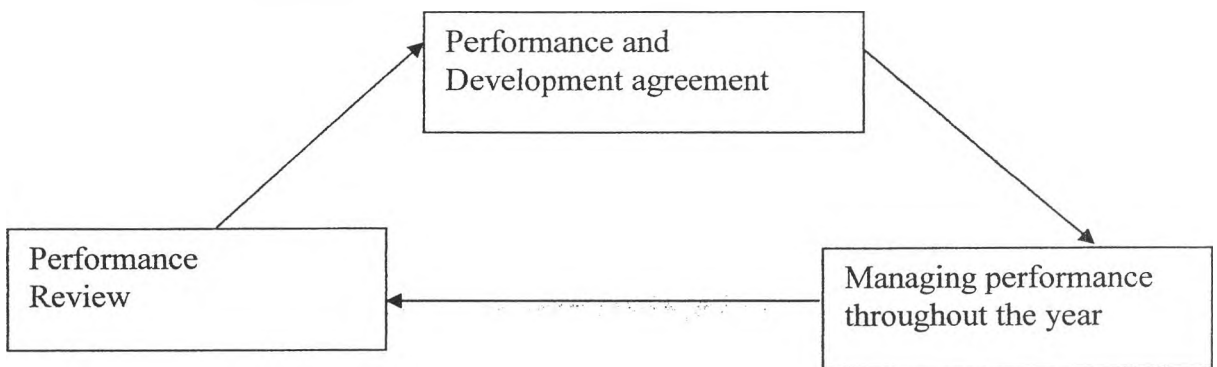 Performance and
Development agreement
Performance
Review
Managing performance
throughout the year